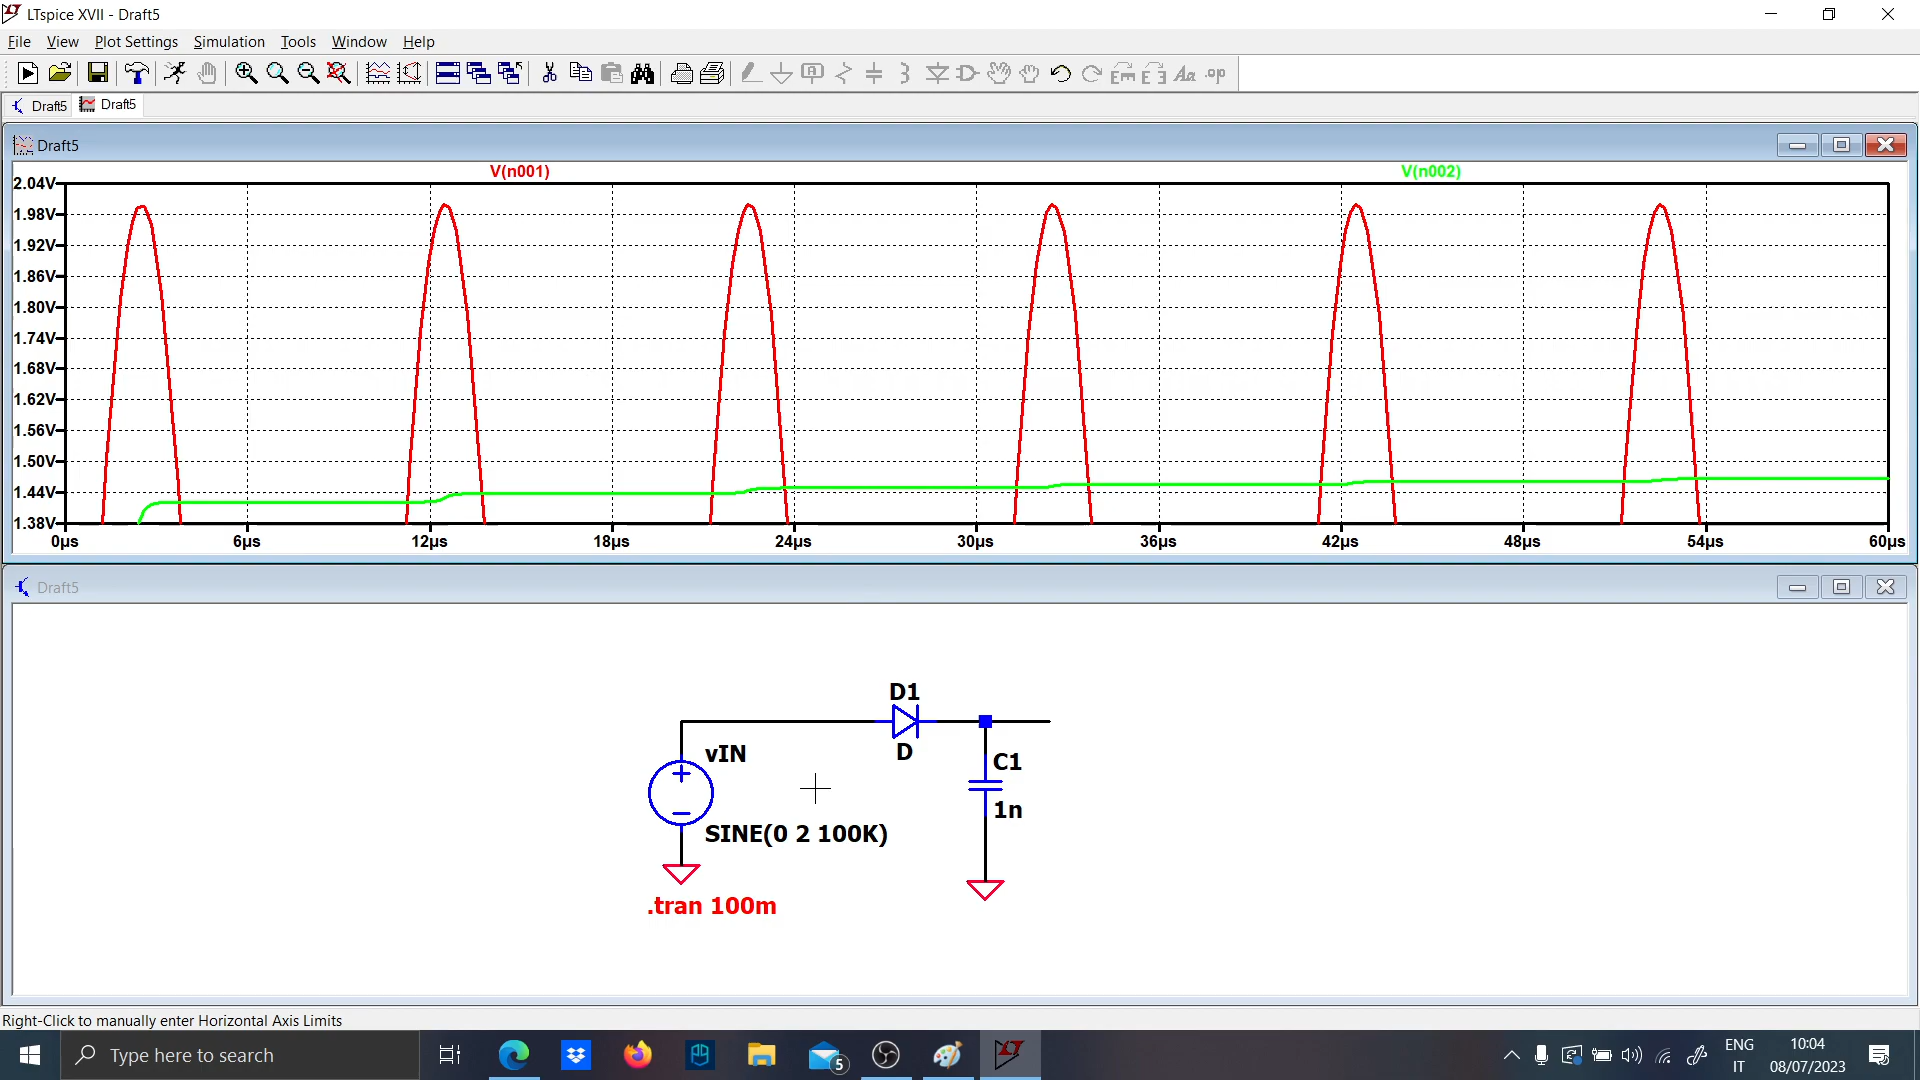 LTspice XVII - Draft5
File View Plot Settings Simulation Tools Window Help
Aa .op
Draft5 Draft5
Draft5
V(n001) V(n002)
2.04V
1.98V
1.92V
1.86V
1.80V
1.74V
1.68V
1.62V
1.56V
1.50V
1.44V
1.38V
0µs 6µs 12µs 18µs 24µs 30µs 36µs 42µs 48µs 54µs 60µs
Draft5
D1
vIN
D
C1
1n
SINE(0 2 100K)
.tran 100m
Right-Click to manually enter Horizontal Axis Limits
Type here to search
5
ENG
IT
10:04
08/07/2023